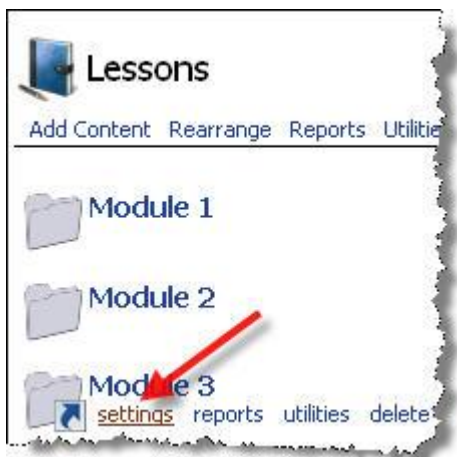 Lessons
Add Content Rearrange Reports Utilitie
Module 1
Module 2
Module 3
settings reports utilities delete